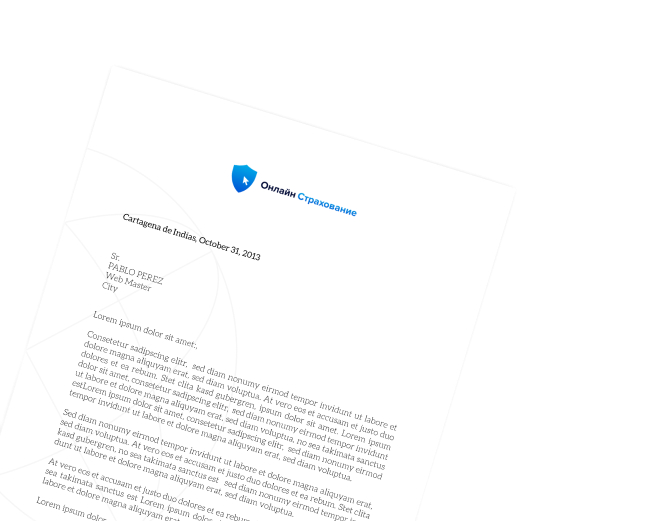 Онлайн Страхование
Cartagena de Indias, October 31, 2013
Sr.
PABLO PEREZ
Web Master
City
Lorem ipsum dolor sit amet:.
Consetetur sadipscing elitr, sed diam nonumy eirmod tempor invidunt ut labore et
dolore magna aliquyam erat, sed diam voluptua. At vero eos et accusam et justo duo
dolores et ea rebum. Stet clita kasd gubergren, ipsum dolor sit amet. Lorem ipsum
dolor sit amet, consetetur sadipscing elitr, sed diam nonumy eirmod tempor invidunt
ut labore et dolore magna aliquyam erat, sed diam voluptua, no sea takimata sanctus
est.Lorem ipsum dolor sit amet, consetetur sadipscing elitr, sed diam nonumy eirmod
tempor invidunt ut labore et dolore magna aliquyam erat, sed diam voluptua.
Sed diam nonumy eirmod tempor invidunt ut labore et dolore magna aliquyam erat,
sed diam voluptua. At vero eos et accusam et justo duo dolores et ea rebum. Stet clita
kasd gubergren, no sea takimata sanctus est sed diam nonumy eirmod tempor
dunt ut labore et dolore magna aliquyam erat, sed diam voluptua.
At vero eos et accusam et justo duo dolores et ea rebum
sea takimata sanctus est Lorem ipsum dolor
labore et dolore magna aliquyam erat
Lorem ipsum dolor